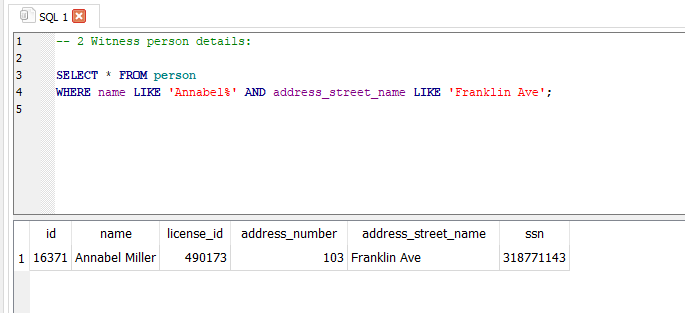 SQL 1
1 -- 2 Witness person details:
2
3 SELECT * FROM person
4 WHERE name LIKE 'Annabel%' AND address_street_name LIKE 'Franklin Ave';
5
id name license_id address_number address_street_name ssn
1 16371 Annabel Miller 490173 103 Franklin Ave 318771143